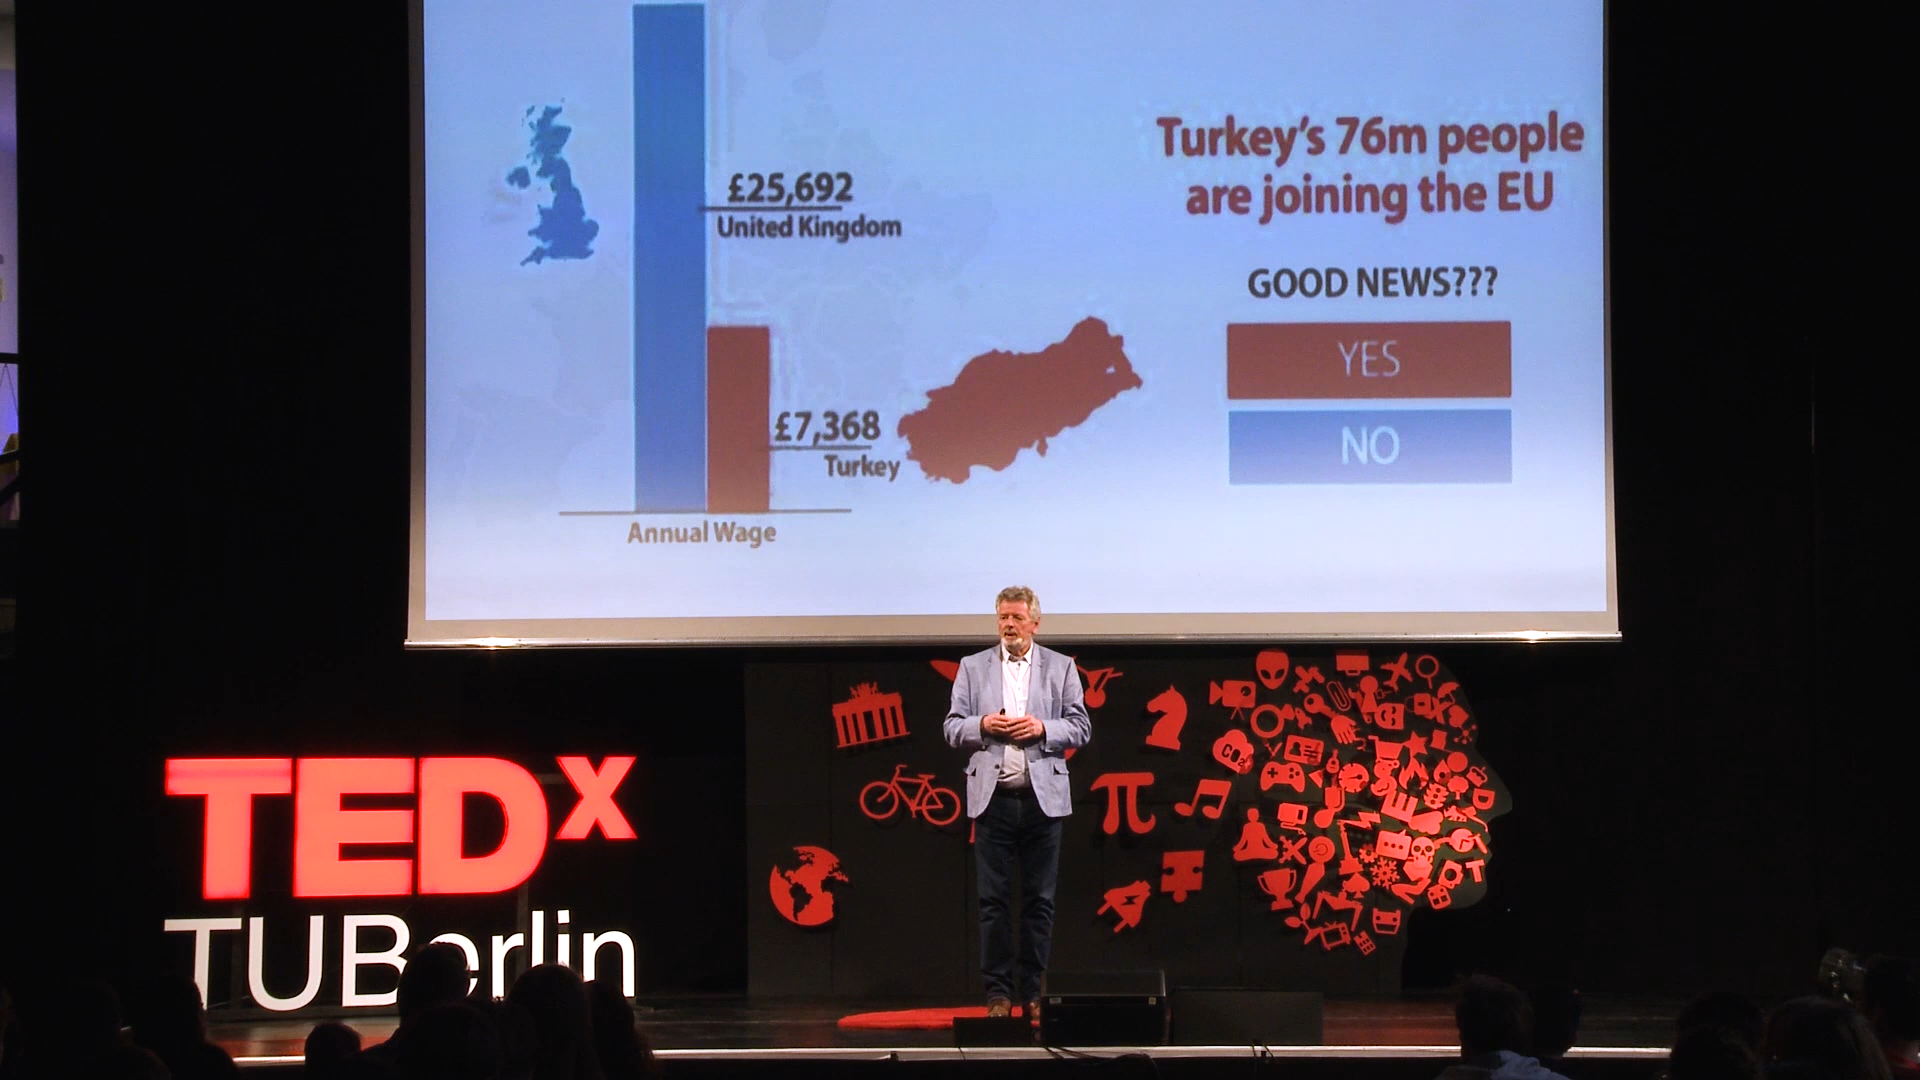 £25,692
United Kingdom
£7,368
Turkey
Annual Wage
Turkey's 76m people
are joining the EU
GOOD NEWS???
YES
NO
TEDx
TUBerlin
CO2
π
E
D
T